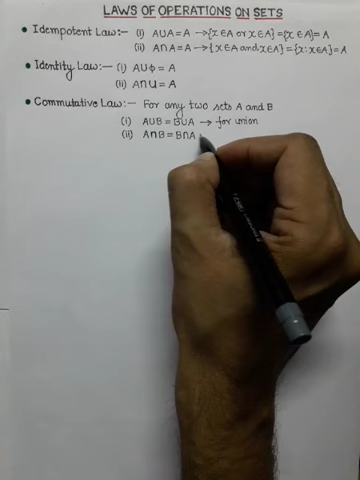 LAWS OF OPERATIONS ON SETS
• Idempotent Law:- (i) A∪A = A → {x∈A or x∈A} = {x∈A} = A
(ii) A∩A = A → {x∈A and x∈A} = {x:x∈A} = A
• Identity Law:- (i) A∪ϕ = A
(ii) A∩U = A
• Commutative Law:- For any two sets A and B
(i) A∪B = B∪A → for union
(ii) A∩B = B∩A